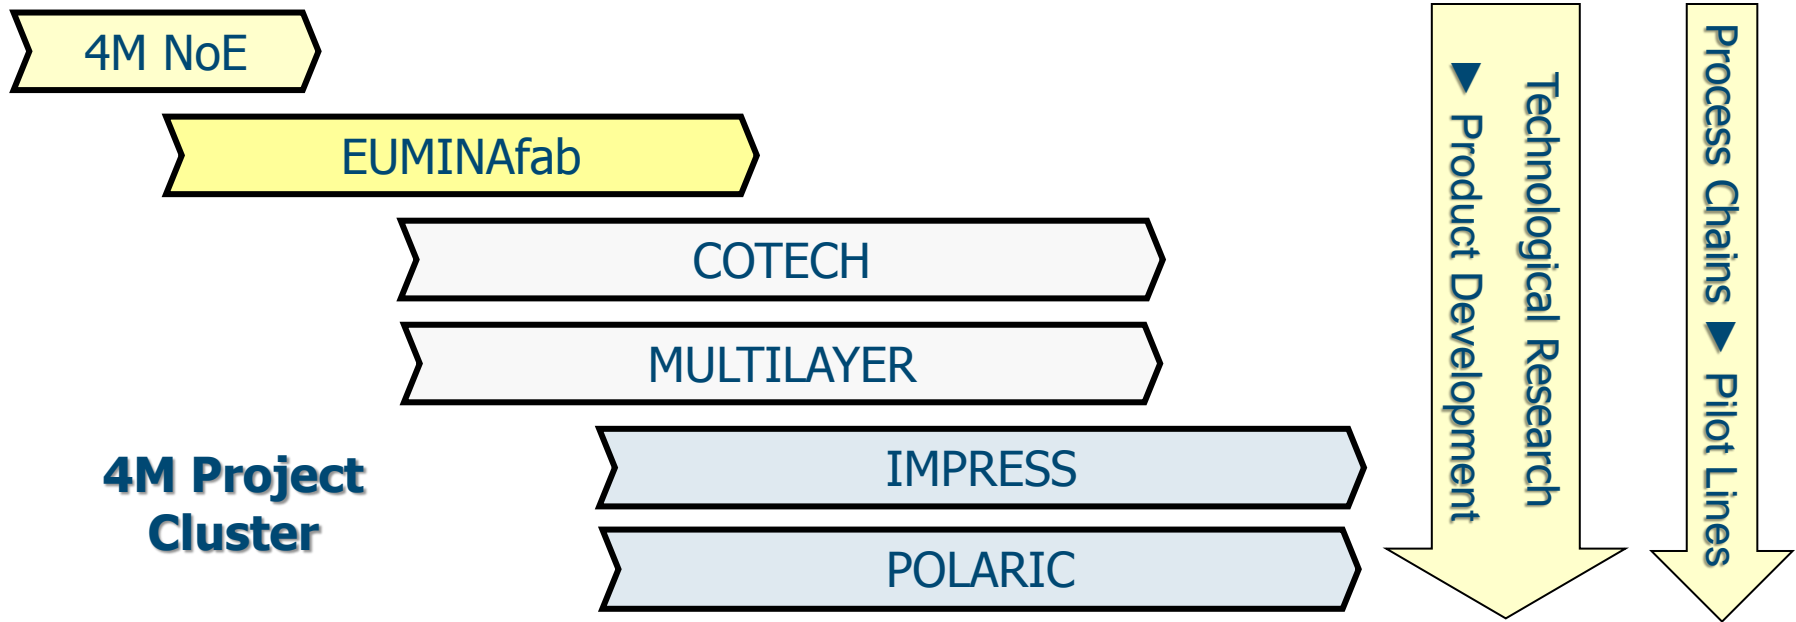 4M NoE
EUMINAfab
COTECH
MULTILAYER
IMPRESS
POLARIC
4M Project
Cluster
Technological Research
▶ Product Development
Process Chains ▶ Pilot Lines